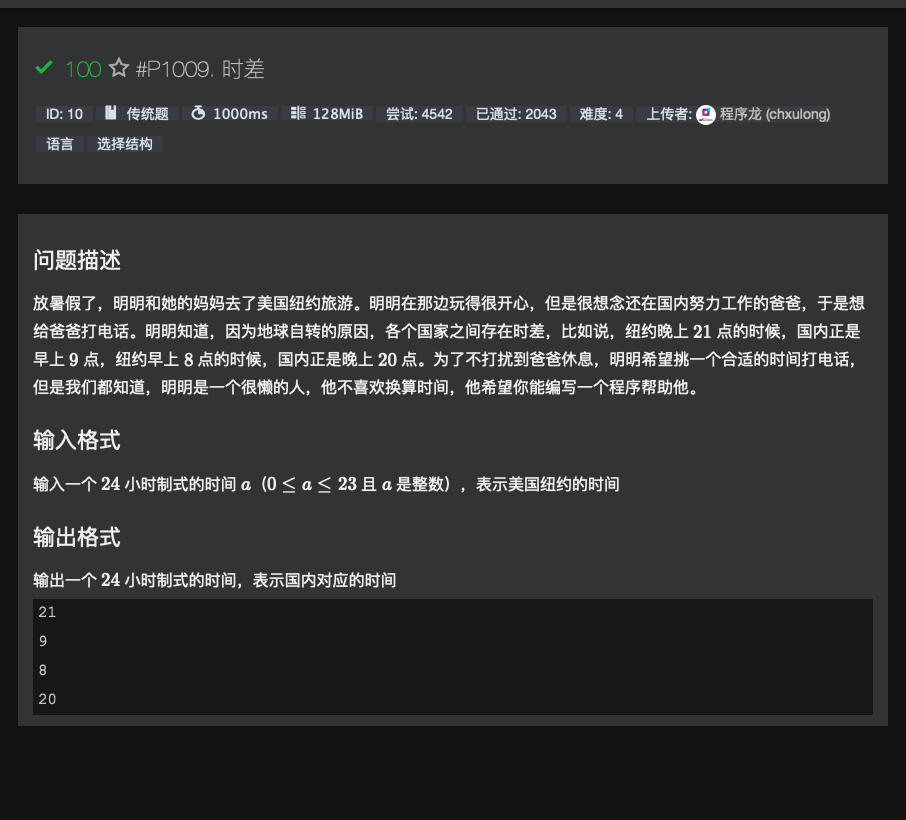 100 #P1009. 时差
ID: 10 传统题 1000ms 128MiB 尝试: 4542 已通过: 2043 难度: 4 上传者: 程序龙 (chxulong)
语言 选择结构
问题描述
放暑假了，明明和她的妈妈去了美国纽约旅游。明明在那边玩得很开心，但是很想念还在国内努力工作的爸爸，于是想
给爸爸打电话。明明知道，因为地球自转的原因，各个国家之间存在时差，比如说，纽约晚上 21 点的时候，国内正是
早上 9 点，纽约早上 8 点的时候，国内正是晚上 20 点。为了不打扰到爸爸休息，明明希望挑一个合适的时间打电话，
但是我们都知道，明明是一个很懒的人，他不喜欢换算时间，他希望你能编写一个程序帮助他。
输入格式
输入一个 24 小时制式的时间 a（0 ≤ a ≤ 23 且 a 是整数），表示美国纽约的时间
输出格式
输出一个 24 小时制式的时间，表示国内对应的时间
21
9
8
20